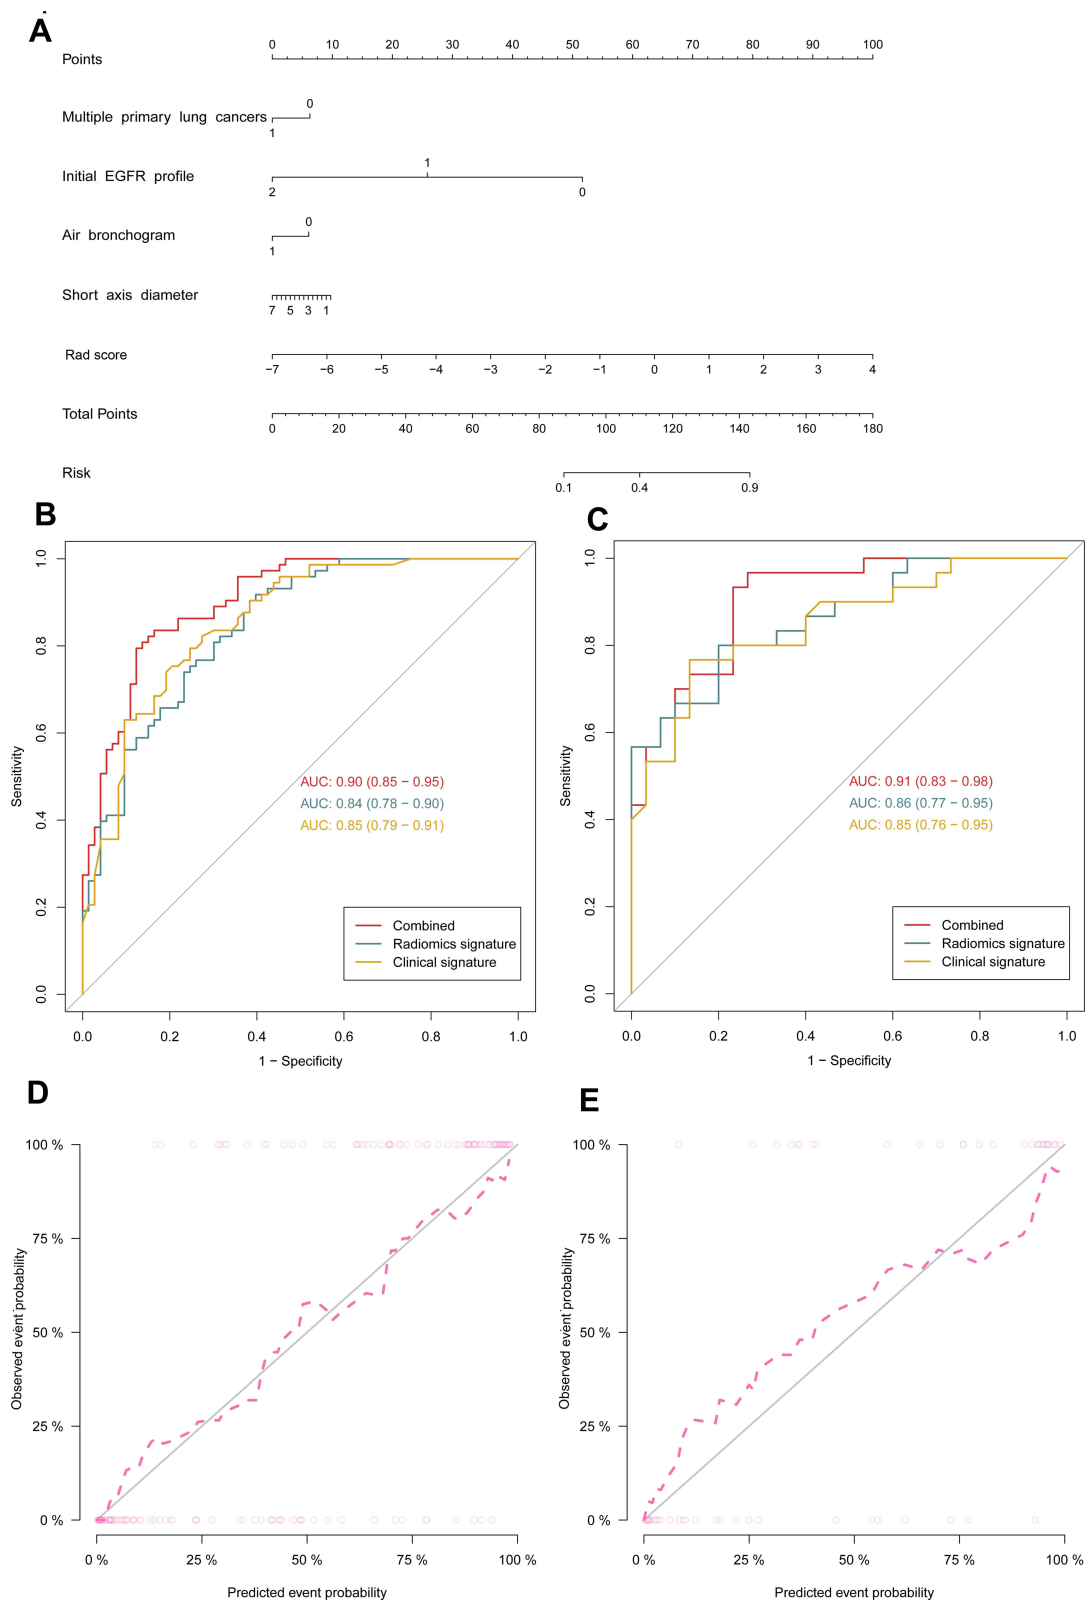 A
Points
0 10 20 30 40 50 60 70 80 90 100
Multiple primary lung cancers
0
1
Initial EGFR profile
1
2 0
Air bronchogram
0
1
Short axis diameter
7 5 3 1
Rad score
−7 −6 −5 −4 −3 −2 −1 0 1 2 3 4
Total Points
0 20 40 60 80 100 120 140 160 180
Risk
0.1 0.4 0.9
B
Sensitivity
1.0
0.8
0.6
0.4
0.2
0.0
AUC: 0.90 (0.85 − 0.95)
AUC: 0.84 (0.78 − 0.90)
AUC: 0.85 (0.79 − 0.91)
Combined
Radiomics signature
Clinical signature
0.0 0.2 0.4 0.6 0.8 1.0
1 − Specificity
C
Sensitivity
1.0
0.8
0.6
0.4
0.2
0.0
AUC: 0.91 (0.83 − 0.98)
AUC: 0.86 (0.77 − 0.95)
AUC: 0.85 (0.76 − 0.95)
Combined
Radiomics signature
Clinical signature
0.0 0.2 0.4 0.6 0.8 1.0
1 − Specificity
D
Observed event probability
100 %
75 %
50 %
25 %
0 %
0 % 25 % 50 % 75 % 100 %
Predicted event probability
E
Observed event probability
100 %
75 %
50 %
25 %
0 %
0 % 25 % 50 % 75 % 100 %
Predicted event probability